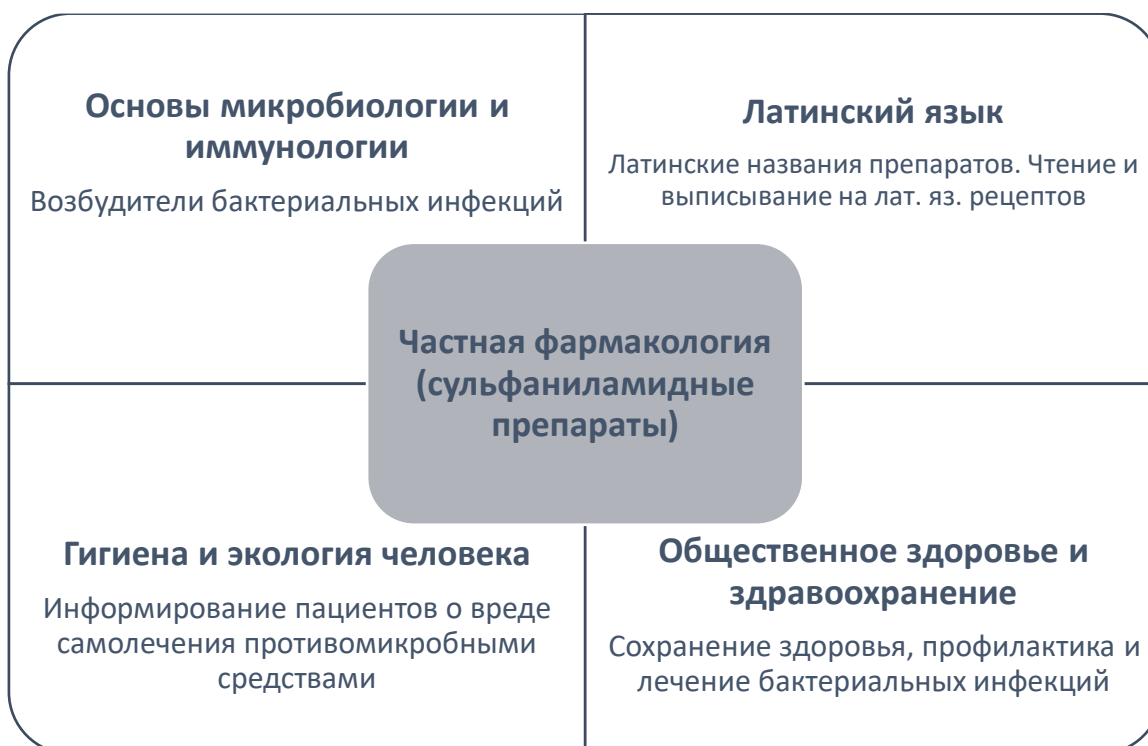 Основы микробиологии и
иммунологии
Возбудители бактериальных инфекций
Латинский язык
Латинские названия препаратов. Чтение и
выписывание на лат. яз. рецептов
Частная фармакология
(сульфаниламидные
препараты)
Гигиена и экология человека
Информирование пациентов о вреде
самолечения противомикробными
средствами
Общественное здоровье и
здравоохранение
Сохранение здоровья, профилактика и
лечение бактериальных инфекций